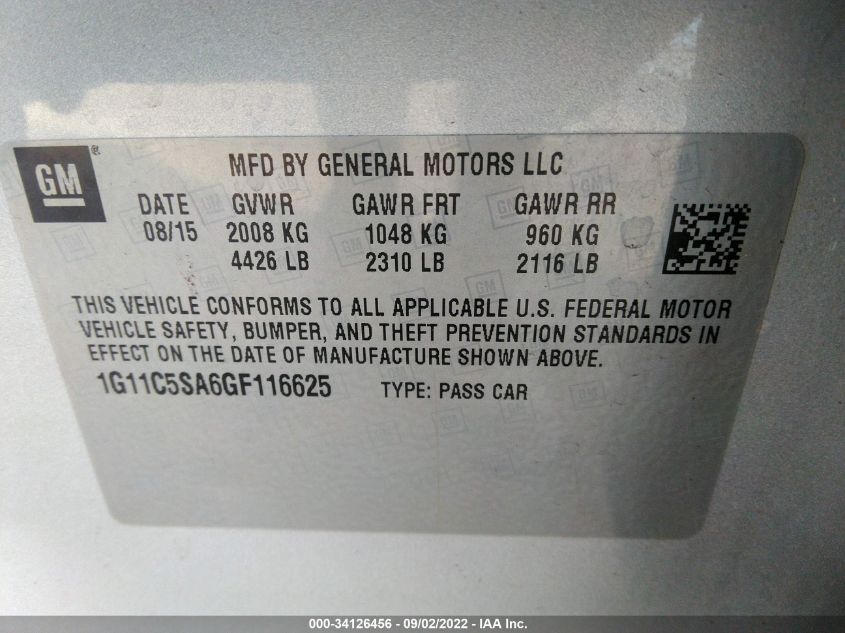 GM®
MFD BY GENERAL MOTORS LLC
DATE GVWR GAWR FRT GAWR RR
08/15 2008 KG 1048 KG 960 KG
4426 LB 2310 LB 2116 LB
THIS VEHICLE CONFORMS TO ALL APPLICABLE U.S. FEDERAL MOTOR
VEHICLE SAFETY, BUMPER, AND THEFT PREVENTION STANDARDS IN
EFFECT ON THE DATE OF MANUFACTURE SHOWN ABOVE.
1G11C5SA6GF116625 TYPE: PASS CAR
000-34126456 - 09/02/2022 - IAA Inc.